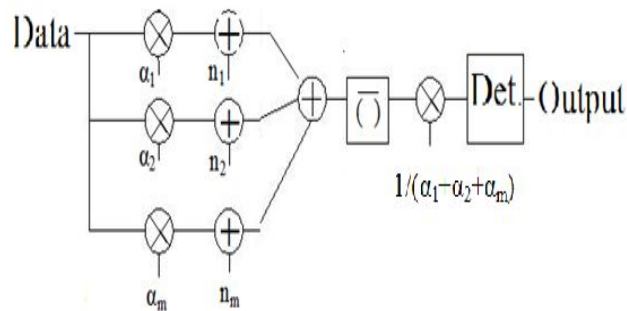 Data
α1
n1
α2
n2
αm
nm
( )
1/(α1−α2+αm)
Det.
Output